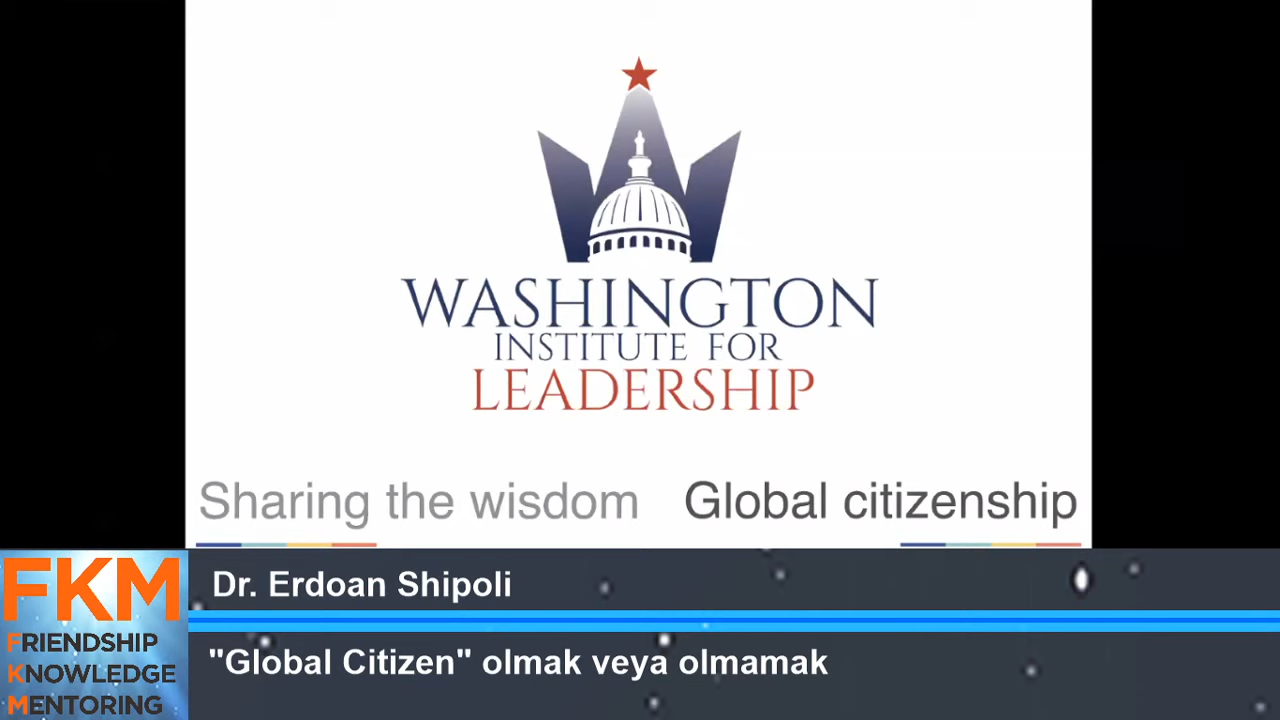 WASHINGTON
INSTITUTE FOR
LEADERSHIP
Sharing the wisdom
Global citizenship
Dr. Erdoan Shipoli
"Global Citizen" olmak veya olmamak
FKM
FRIENDSHIP
KNOWLEDGE
MENTORING